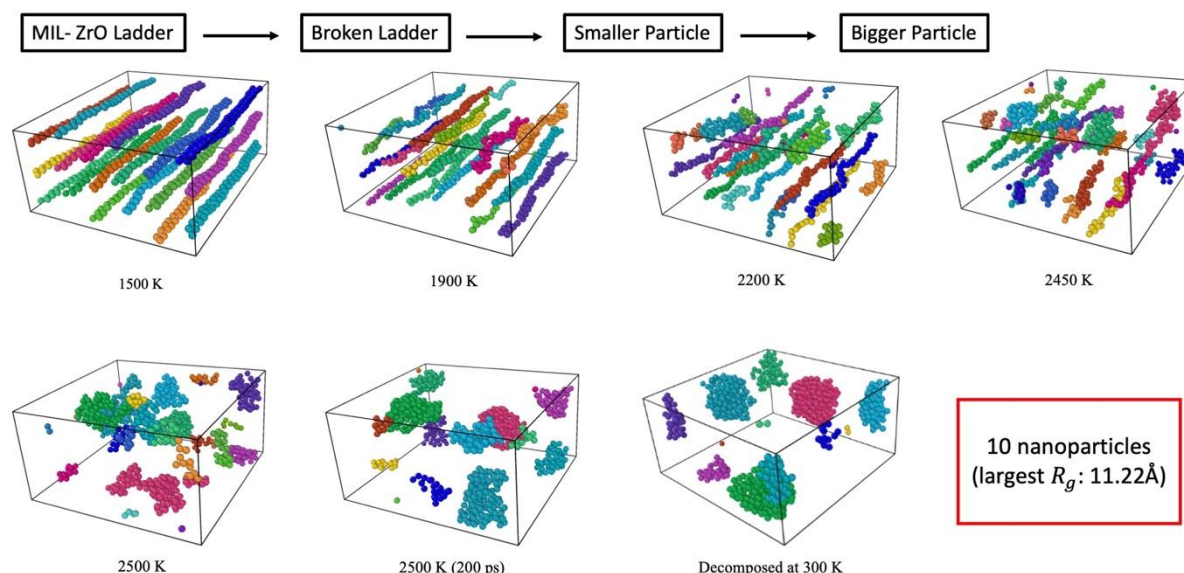 MIL- ZrO Ladder
Broken Ladder
Smaller Particle
Bigger Particle
1500 K
1900 K
2200 K
2450 K
2500 K
2500 K (200 ps)
Decomposed at 300 K
10 nanoparticles
(largest R_g: 11.22Å)